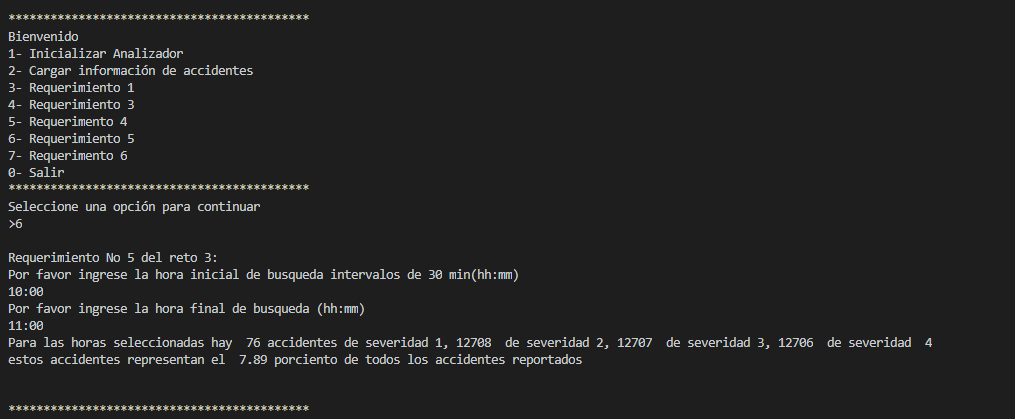 *******************************************
Bienvenido
1- Inicializar Analizador
2- Cargar información de accidentes
3- Requerimiento 1
4- Requerimiento 3
5- Requerimento 4
6- Requerimiento 5
7- Requerimento 6
0- Salir
*******************************************
Seleccione una opción para continuar
>6
Requerimiento No 5 del reto 3:
Por favor ingrese la hora inicial de busqueda intervalos de 30 min(hh:mm)
10:00
Por favor ingrese la hora final de busqueda (hh:mm)
11:00
Para las horas seleccionadas hay  76 accidentes de severidad 1, 12708  de severidad 2, 12707  de severidad 3, 12706  de severidad  4
estos accidentes representan el  7.89 porciento de todos los accidentes reportados
*******************************************